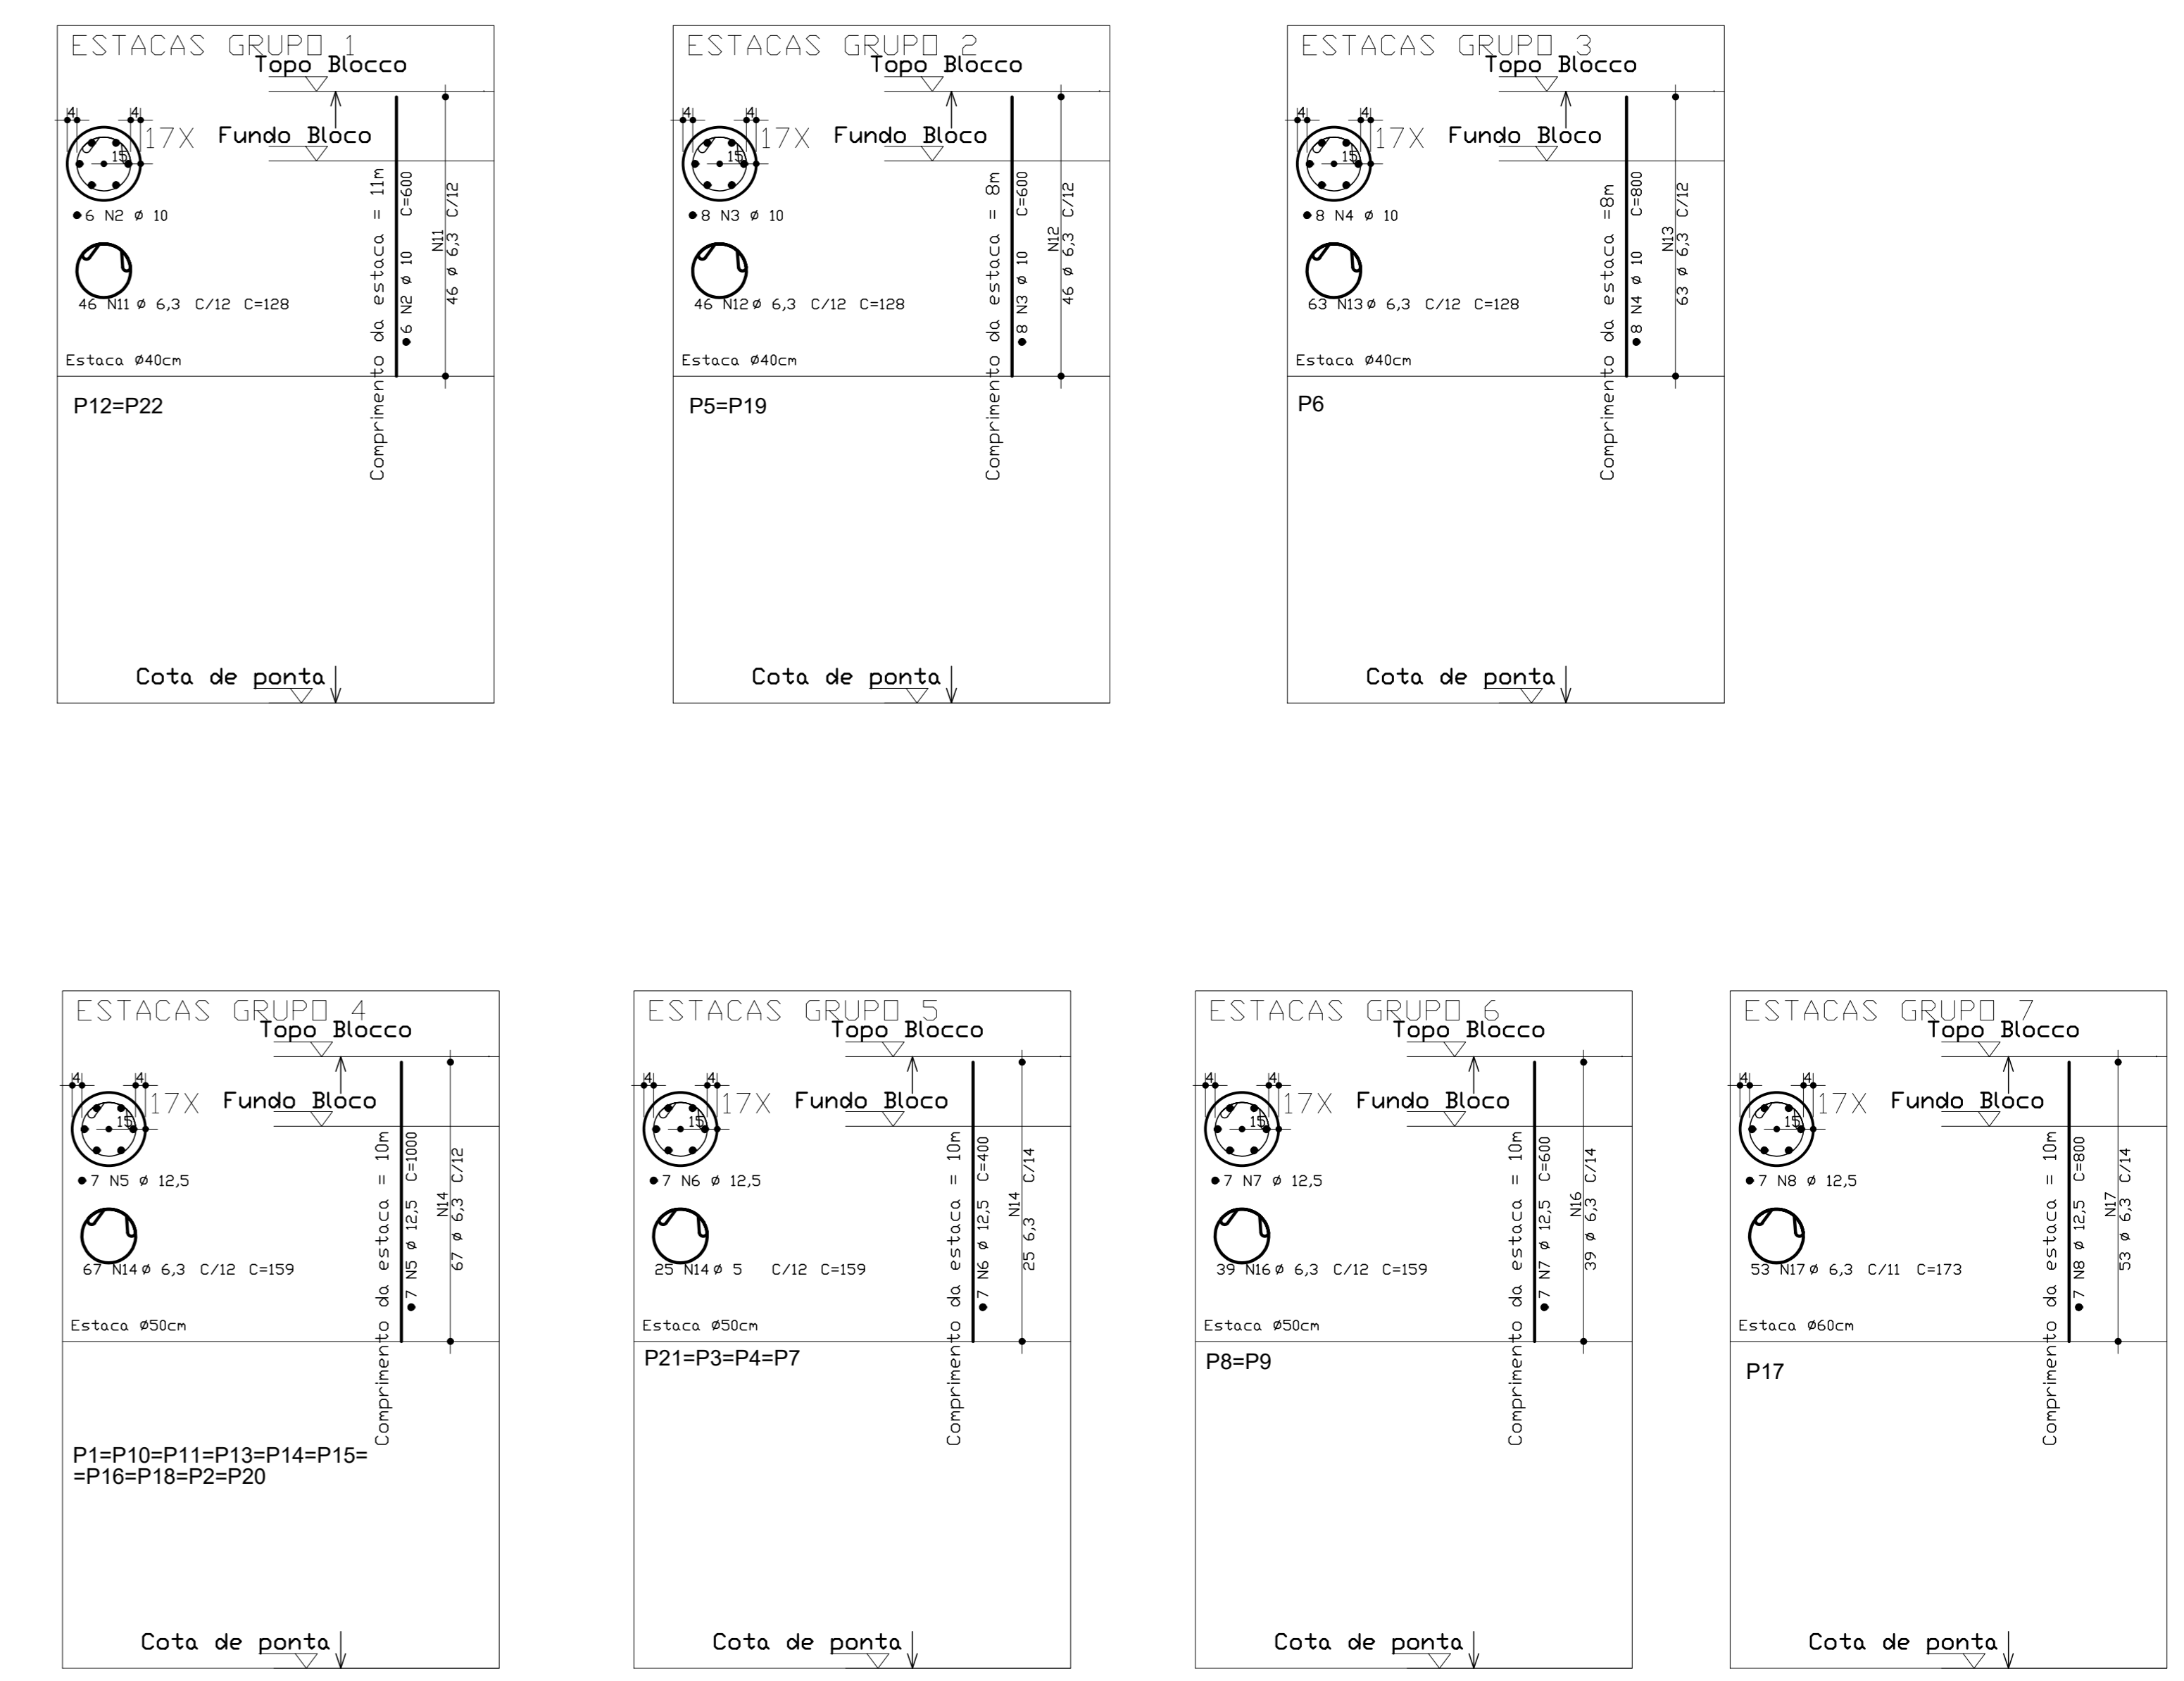 ESTACAS GRUPO 1
Topo Blocco
4 4
17X
Fundo Bloco
15
6 N2 ø 10
46 N11 ø 6,3 C/12 C=128
Estaca Ø40cm
Comprimento da estaca = 11m
6 N2 ø 10 C=600
N11
46 ø 6,3 C/12
P12=P22
Cota de ponta
ESTACAS GRUPO 2
Topo Blocco
4 4
17X
Fundo Bloco
15
8 N3 ø 10
46 N12 ø 6,3 C/12 C=128
Estaca Ø40cm
Comprimento da estaca = 8m
8 N3 ø 10 C=600
N12
46 ø 6,3 C/12
P5=P19
Cota de ponta
ESTACAS GRUPO 3
Topo Blocco
4 4
17X
Fundo Bloco
15
8 N4 ø 10
63 N13 ø 6,3 C/12 C=128
Estaca Ø40cm
Comprimento da estaca =8m
8 N4 ø 10 C=800
N13
63 ø 6,3 C/12
P6
Cota de ponta
ESTACAS GRUPO 4
Topo Blocco
4 4
17X
Fundo Bloco
15
7 N5 ø 12,5
67 N14 ø 6,3 C/12 C=159
Estaca Ø50cm
Comprimento da estaca = 10m
7 N5 ø 12,5 C=1000
N14
67 ø 6,3 C/12
P1=P10=P11=P13=P14=P15=
=P16=P18=P2=P20
Cota de ponta
ESTACAS GRUPO 5
Topo Blocco
4 4
17X
Fundo Bloco
15
7 N6 ø 12,5
25 N14 ø 5 C/12 C=159
Estaca Ø50cm
Comprimento da estaca = 10m
7 N6 ø 12,5 C=400
N14
25 6,3 C/14
P21=P3=P4=P7
Cota de ponta
ESTACAS GRUPO 6
Topo Blocco
4 4
17X
Fundo Bloco
15
7 N7 ø 12,5
39 N16 ø 6,3 C/12 C=159
Estaca Ø50cm
Comprimento da estaca = 10m
7 N7 ø 12,5 C=600
N16
39 ø 6,3 C/14
P8=P9
Cota de ponta
ESTACAS GRUPO 7
Topo Blocco
4 4
17X
Fundo Bloco
15
7 N8 ø 12,5
53 N17 ø 6,3 C/11 C=173
Estaca Ø60cm
Comprimento da estaca = 10m
7 N8 ø 12,5 C=800
N17
53 ø 6,3 C/14
P17
Cota de ponta